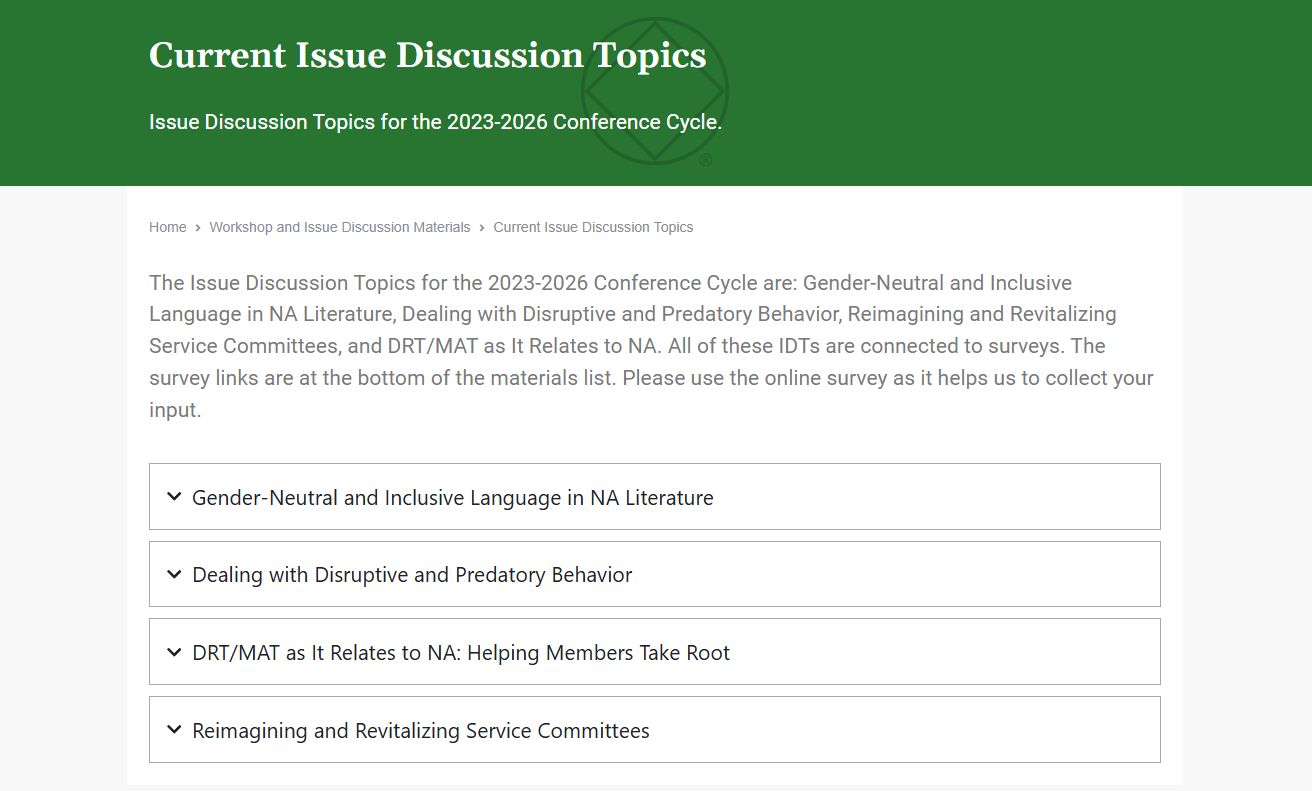 Current Issue Discussion Topics
Issue Discussion Topics for the 2023-2026 Conference Cycle.
®
Home › Workshop and Issue Discussion Materials › Current Issue Discussion Topics
The Issue Discussion Topics for the 2023-2026 Conference Cycle are: Gender-Neutral and Inclusive
Language in NA Literature, Dealing with Disruptive and Predatory Behavior, Reimagining and Revitalizing
Service Committees, and DRT/MAT as It Relates to NA. All of these IDTs are connected to surveys. The
survey links are at the bottom of the materials list. Please use the online survey as it helps us to collect your
input.
Gender-Neutral and Inclusive Language in NA Literature
Dealing with Disruptive and Predatory Behavior
DRT/MAT as It Relates to NA: Helping Members Take Root
Reimagining and Revitalizing Service Committees